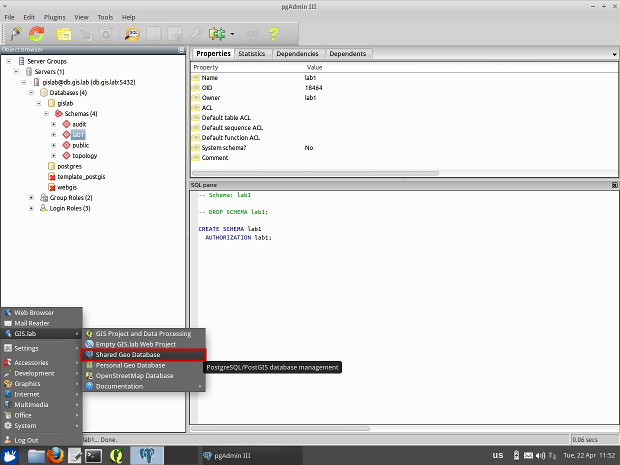 pgAdmin III
File Edit Plugins View Tools Help
SQL
Object browser
Server Groups
Servers (1)
gislab@db.gis.lab (db.gis.lab:5432)
Databases (4)
gislab
Schemas (4)
audit
lab1
public
topology
postgres
template_postgis
webgis
Group Roles (2)
Login Roles (3)
Properties Statistics Dependencies Dependents
Property Value
Name lab1
OID 18464
Owner lab1
ACL
Default table ACL
Default sequence ACL
Default function ACL
System schema? No
Comment
SQL pane
-- Schema: lab1
-- DROP SCHEMA lab1;
CREATE SCHEMA lab1
AUTHORIZATION lab1;
Web Browser
Mail Reader
GIS.lab
Settings
Accessories
Development
Graphics
Internet
Multimedia
Office
System
Log Out
GIS Project and Data Processing
Empty GIS.lab Web Project
Shared Geo Database
Personal Geo Database
OpenStreetMap Database
Documentation
PostgreSQL/PostGIS database management
lab1... Done.
0.06 secs
pgAdmin III
us
Tue, 22 Apr 11:52